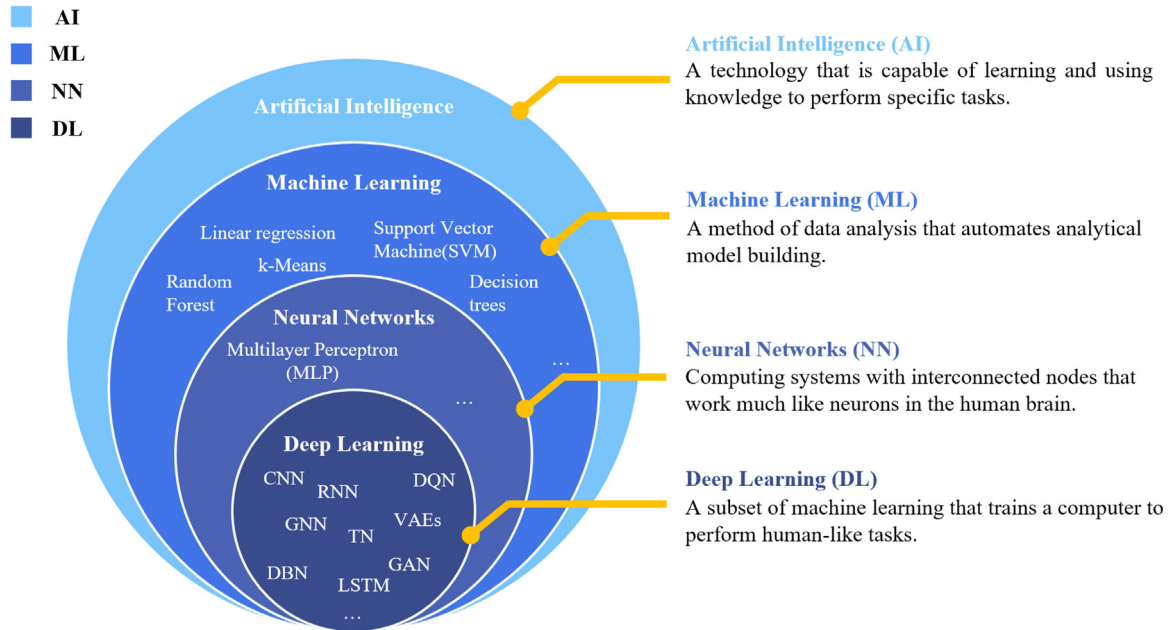 AI
ML
NN
DL
Artificial Intelligence
Machine Learning
Linear regression
Support Vector
Machine(SVM)
k-Means
Random
Forest
Decision
trees
...
Neural Networks
Multilayer Perceptron
(MLP)
...
Deep Learning
CNN
RNN
DQN
GNN
TN
VAEs
DBN
LSTM
GAN
...
Artificial Intelligence (AI)
A technology that is capable of learning and using
knowledge to perform specific tasks.
Machine Learning (ML)
A method of data analysis that automates analytical
model building.
Neural Networks (NN)
Computing systems with interconnected nodes that
work much like neurons in the human brain.
Deep Learning (DL)
A subset of machine learning that trains a computer to
perform human-like tasks.